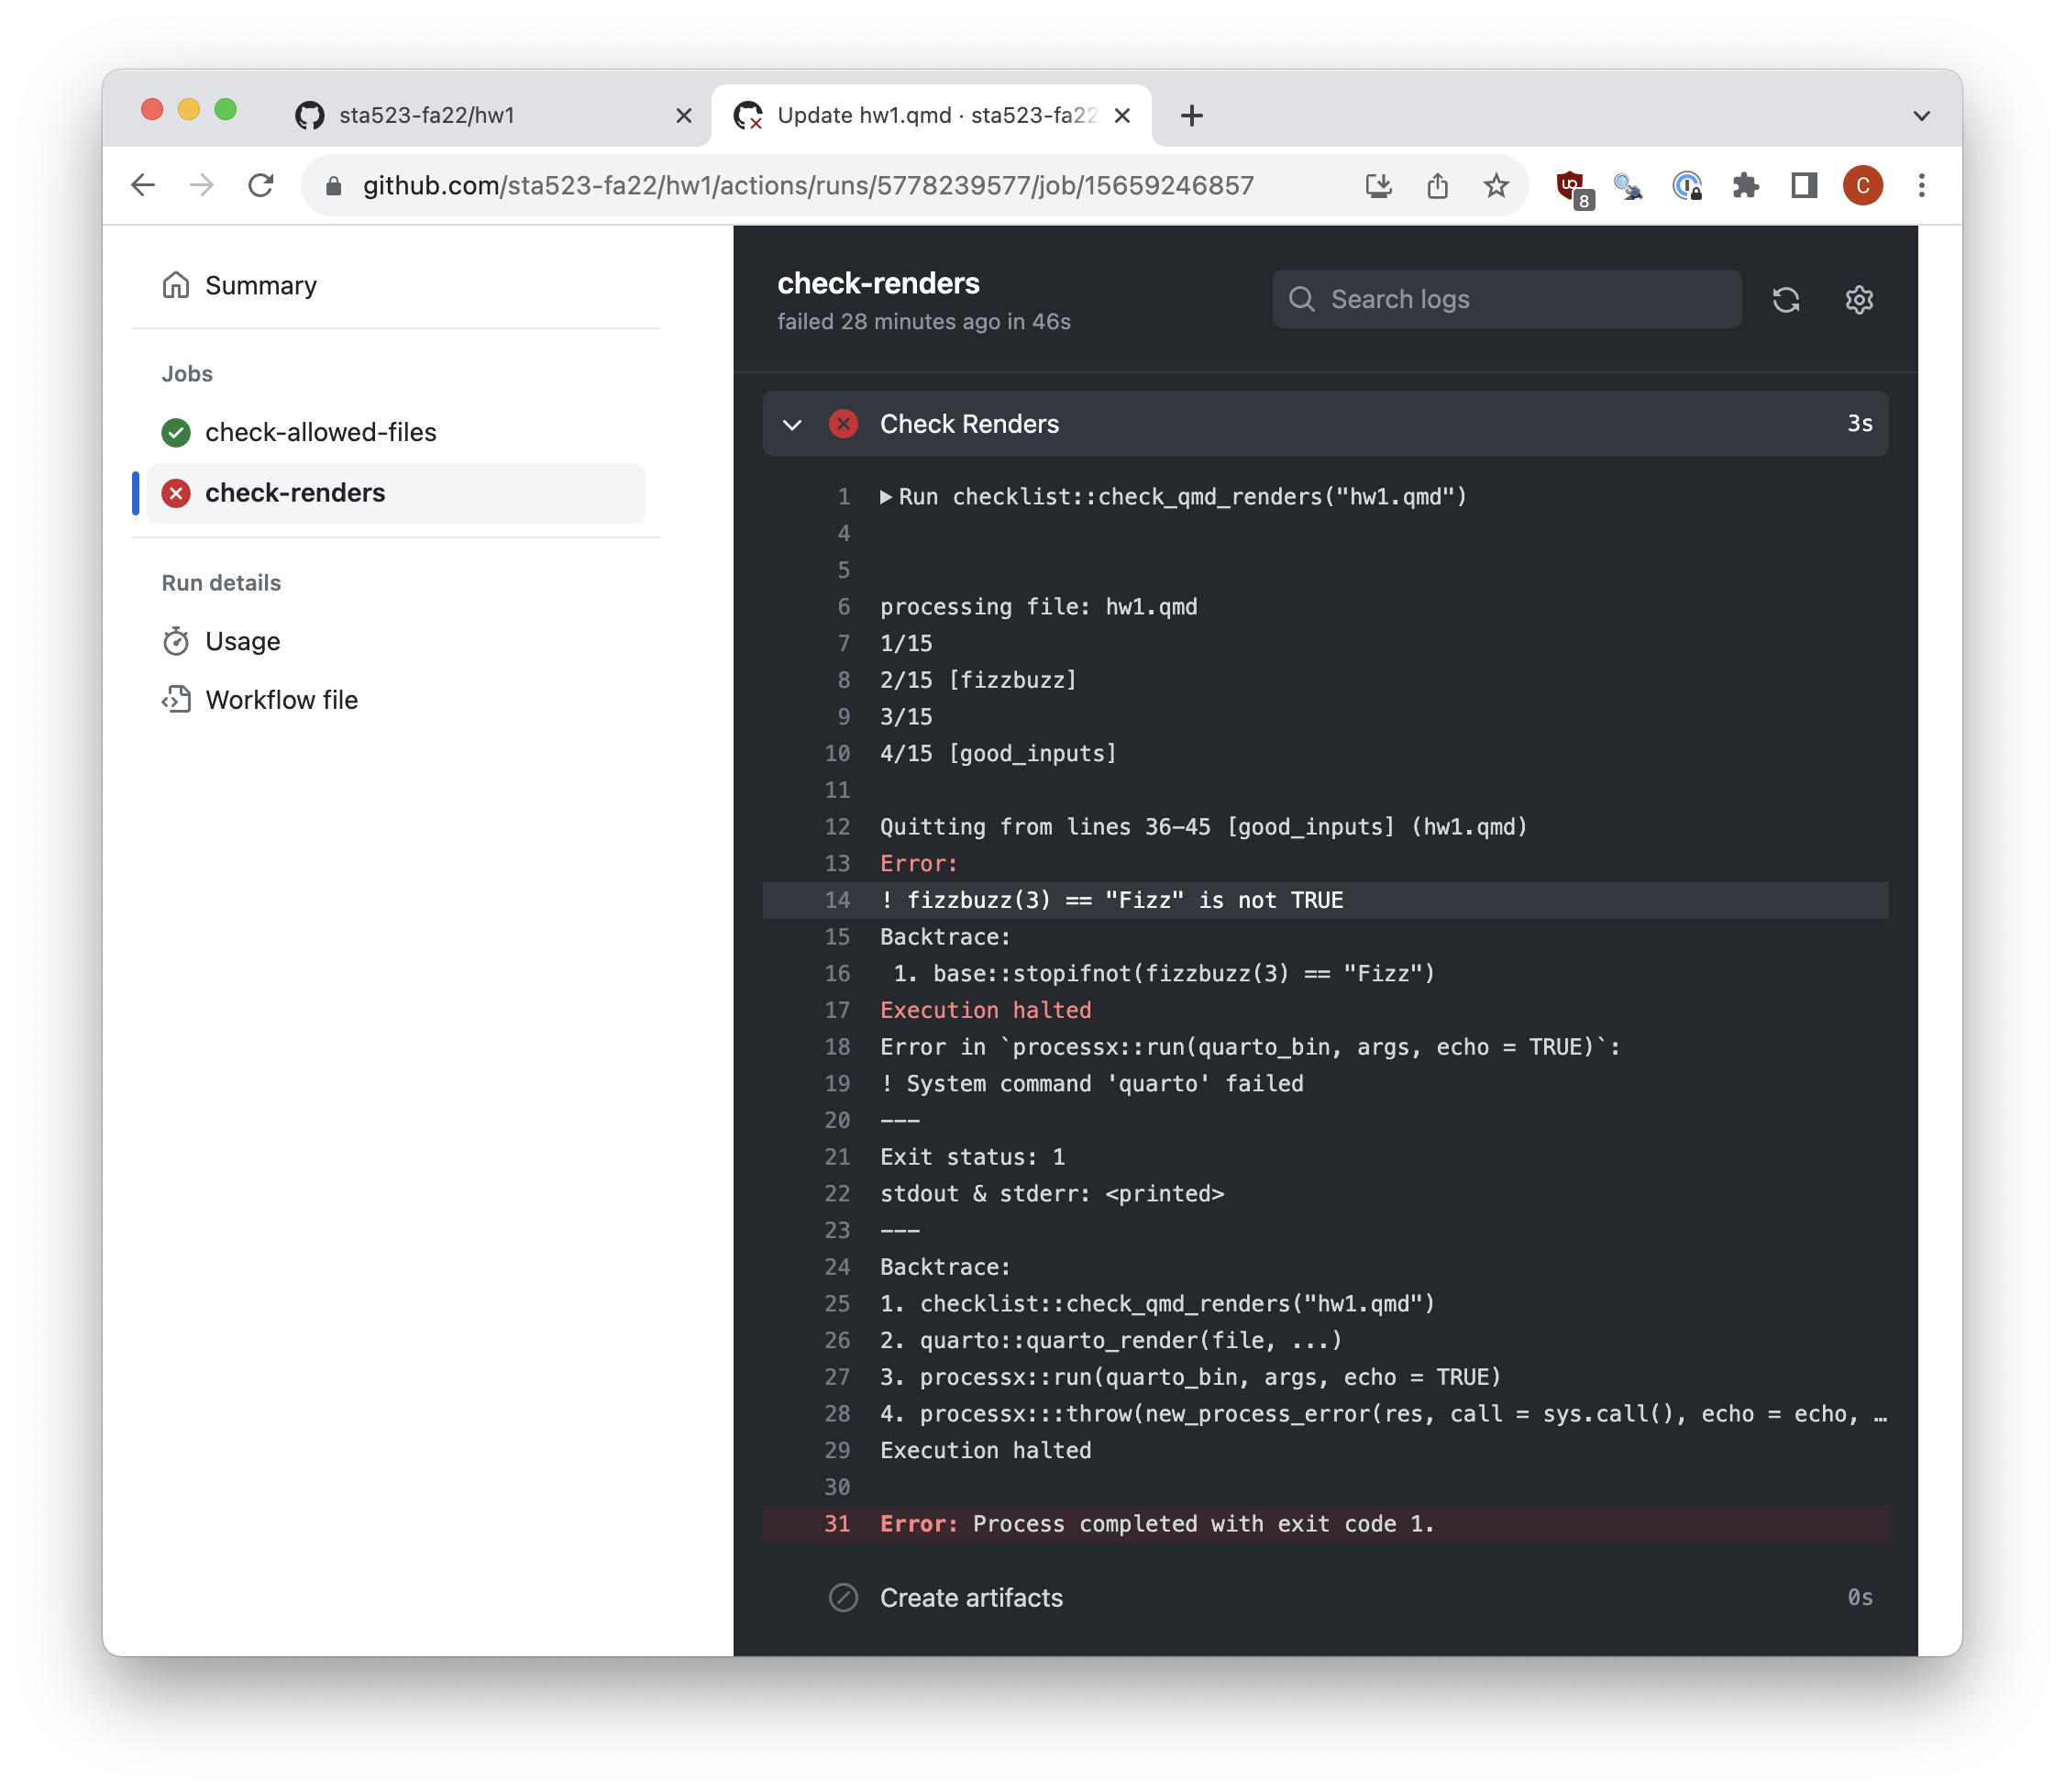 sta523-fa22/hw1
Update hw1.qmd · sta523-fa22
github.com/sta523-fa22/hw1/actions/runs/5778239577/job/15659246857
8
C
Summary
Jobs
check-allowed-files
check-renders
Run details
Usage
Workflow file
check-renders
failed 28 minutes ago in 46s
Search logs
Check Renders 3s
1 Run checklist::check_qmd_renders("hw1.qmd")
4
5
6 processing file: hw1.qmd
7 1/15
8 2/15 [fizzbuzz]
9 3/15
10 4/15 [good_inputs]
11
12 Quitting from lines 36-45 [good_inputs] (hw1.qmd)
13 Error:
14 ! fizzbuzz(3) == "Fizz" is not TRUE
15 Backtrace:
16 1. base::stopifnot(fizzbuzz(3) == "Fizz")
17 Execution halted
18 Error in `processx::run(quarto_bin, args, echo = TRUE)`:
19 ! System command 'quarto' failed
20 ---
21 Exit status: 1
22 stdout & stderr: <printed>
23 ---
24 Backtrace:
25 1. checklist::check_qmd_renders("hw1.qmd")
26 2. quarto::quarto_render(file, ...)
27 3. processx::run(quarto_bin, args, echo = TRUE)
28 4. processx:::throw(new_process_error(res, call = sys.call(), echo = echo, …
29 Execution halted
30
31 Error: Process completed with exit code 1.
Create artifacts 0s